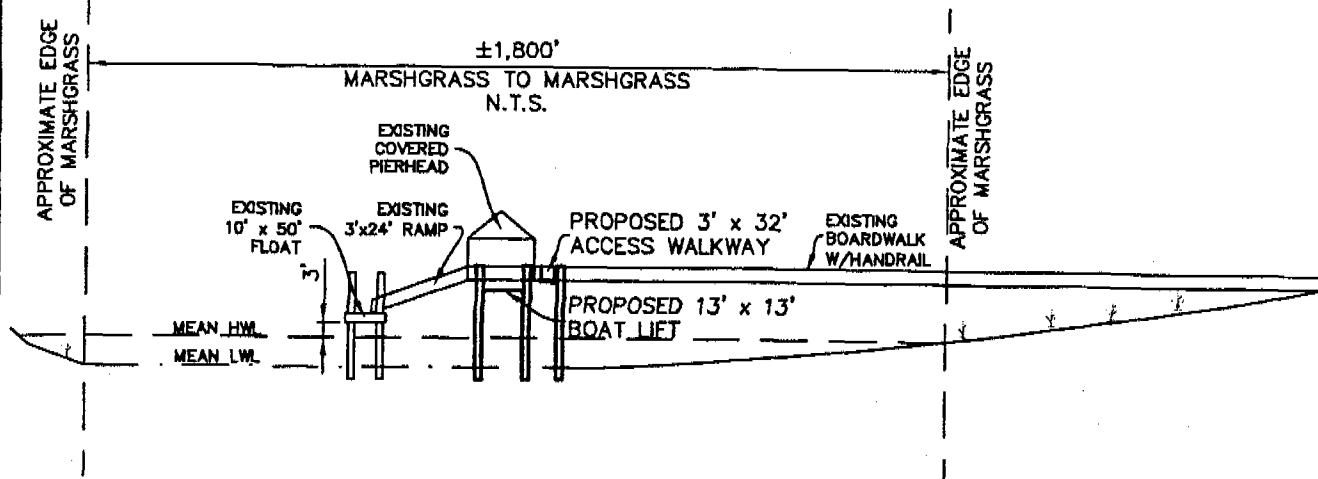 APPROXIMATE EDGE
OF MARSHGRASS
±1,800'
MARSHGRASS TO MARSHGRASS
N.T.S.
APPROXIMATE EDGE
OF MARSHGRASS
EXISTING
COVERED
PIERHEAD
EXISTING
10' x 50'
FLOAT
EXISTING
3'x24' RAMP
PROPOSED 3' x 32'
ACCESS WALKWAY
EXISTING
BOARDWALK
W/HANDRAIL
3'
PROPOSED 13' x 13'
BOAT LIFT
MEAN HWL
MEAN LWL